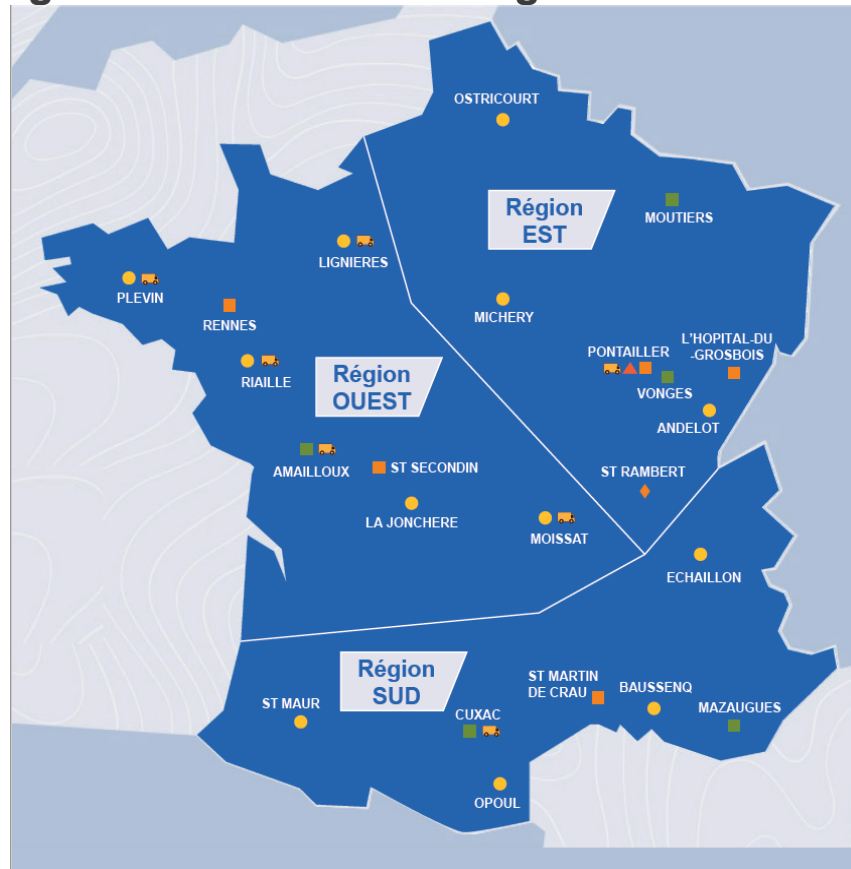 OSTRICOURT
Région
EST
MOUTIERS
LIGNIERES
PLEVIN
RENNES
MICHERY
RIAILLE
Région
OUEST
PONTAILLER
L'HOPITAL-DU
-GROSBOIS
VONGES
ANDELOT
AMAILLOUX
ST SECONDIN
ST RAMBERT
LA JONCHERE
MOISSAT
ECHAILLON
Région
SUD
ST MAUR
CUXAC
ST MARTIN
DE CRAU
BAUSSENQ
MAZAUGUES
OPOUL